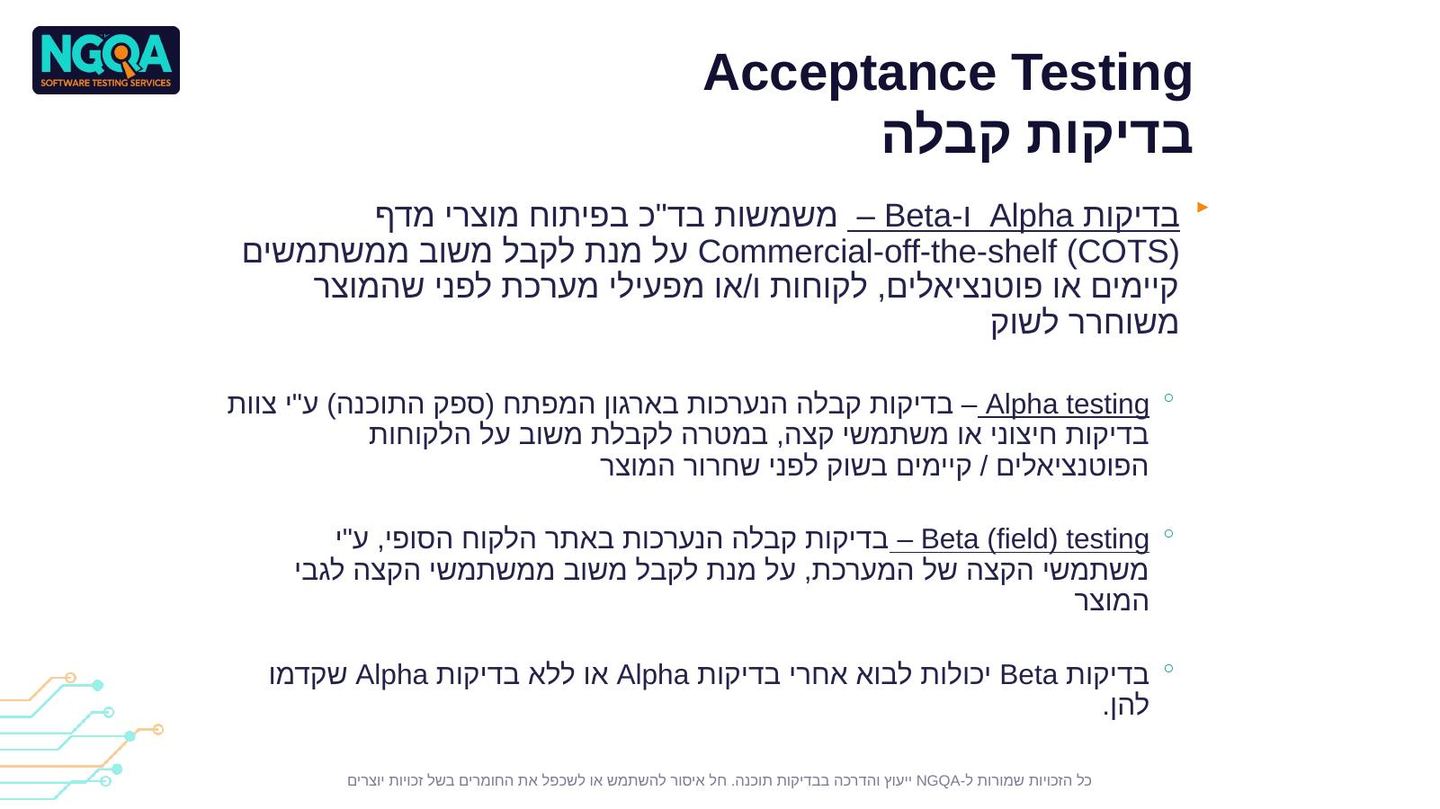 NGQA
SOFTWARE TESTING SERVICES
Acceptance Testing
בדיקות קבלה
בדיקות Alpha ו-Beta – משמשות בד"כ בפיתוח מוצרי מדף
Commercial-off-the-shelf (COTS) על מנת לקבל משוב ממשתמשים
קיימים או פוטנציאלים, לקוחות ו/או מפעילי מערכת לפני שהמוצר
משוחרר לשוק
Alpha testing – בדיקות קבלה הנערכות בארגון המפתח (ספק התוכנה) ע"י צוות
בדיקות חיצוני או משתמשי קצה, במטרה לקבלת משוב על הלקוחות
הפוטנציאלים / קיימים בשוק לפני שחרור המוצר
Beta (field) testing – בדיקות קבלה הנערכות באתר הלקוח הסופי, ע"י
משתמשי הקצה של המערכת, על מנת לקבל משוב ממשתמשי הקצה לגבי
המוצר
בדיקות Beta יכולות לבוא אחרי בדיקות Alpha או ללא בדיקות Alpha שקדמו
להן.
כל הזכויות שמורות ל-NGQA ייעוץ והדרכה בבדיקות תוכנה. חל איסור להשתמש או לשכפל את החומרים בשל זכויות יוצרים